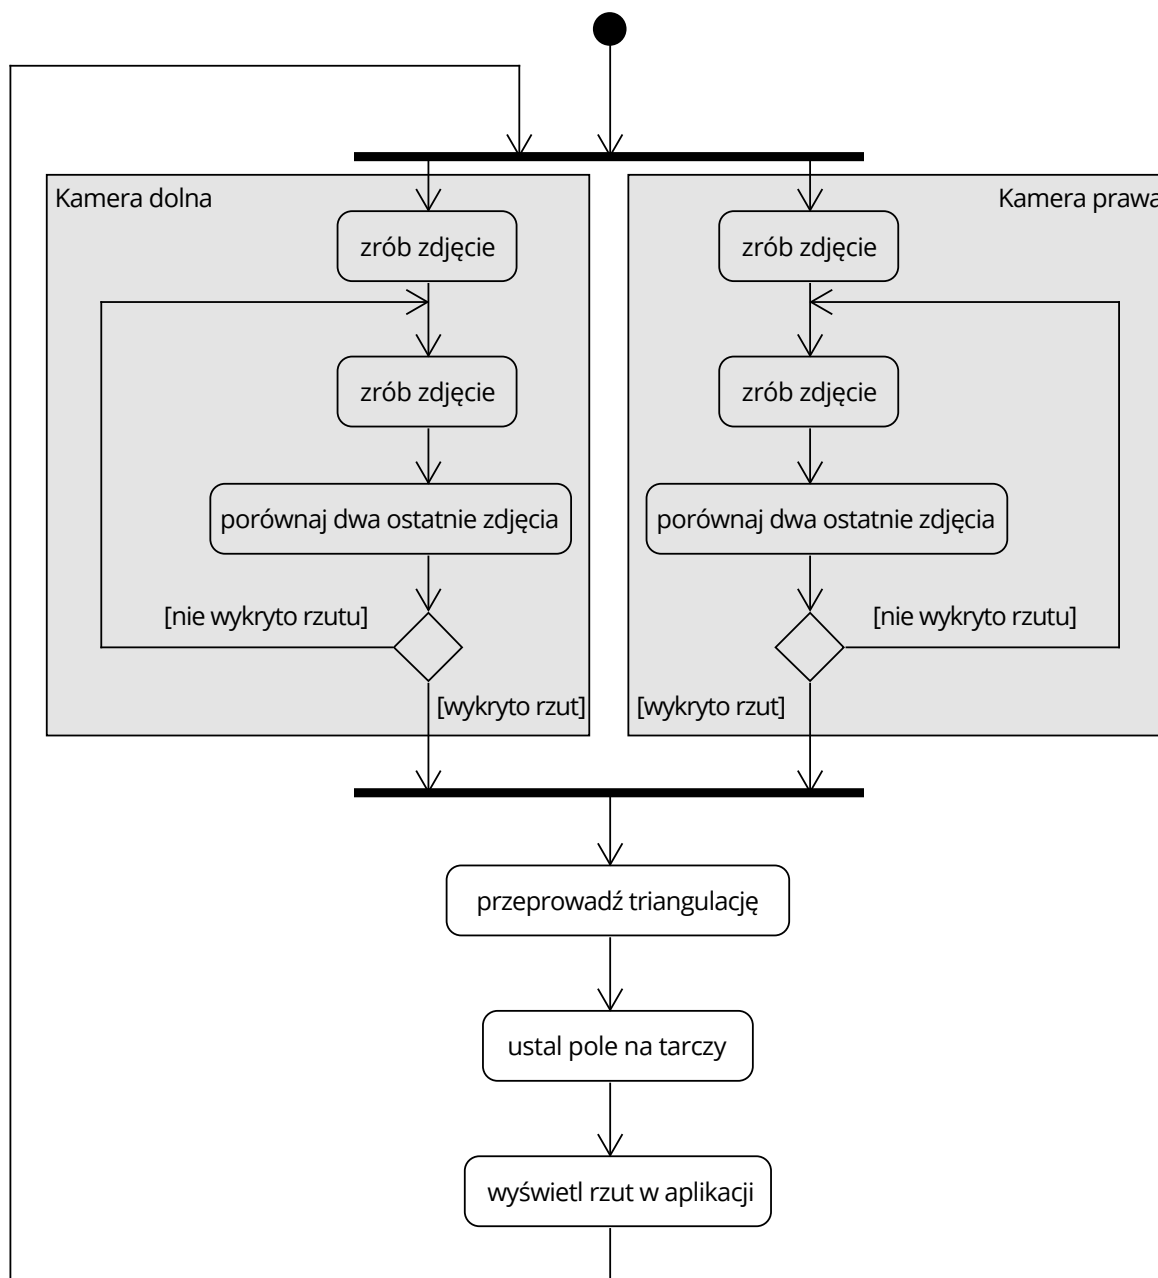 Kamera dolna
zrób zdjęcie
zrób zdjęcie
porównaj dwa ostatnie zdjęcia
[nie wykryto rzutu]
[wykryto rzut]
Kamera prawa
zrób zdjęcie
zrób zdjęcie
porównaj dwa ostatnie zdjęcia
[nie wykryto rzutu]
[wykryto rzut]
przeprowadź triangulację
ustal pole na tarczy
wyświetl rzut w aplikacji